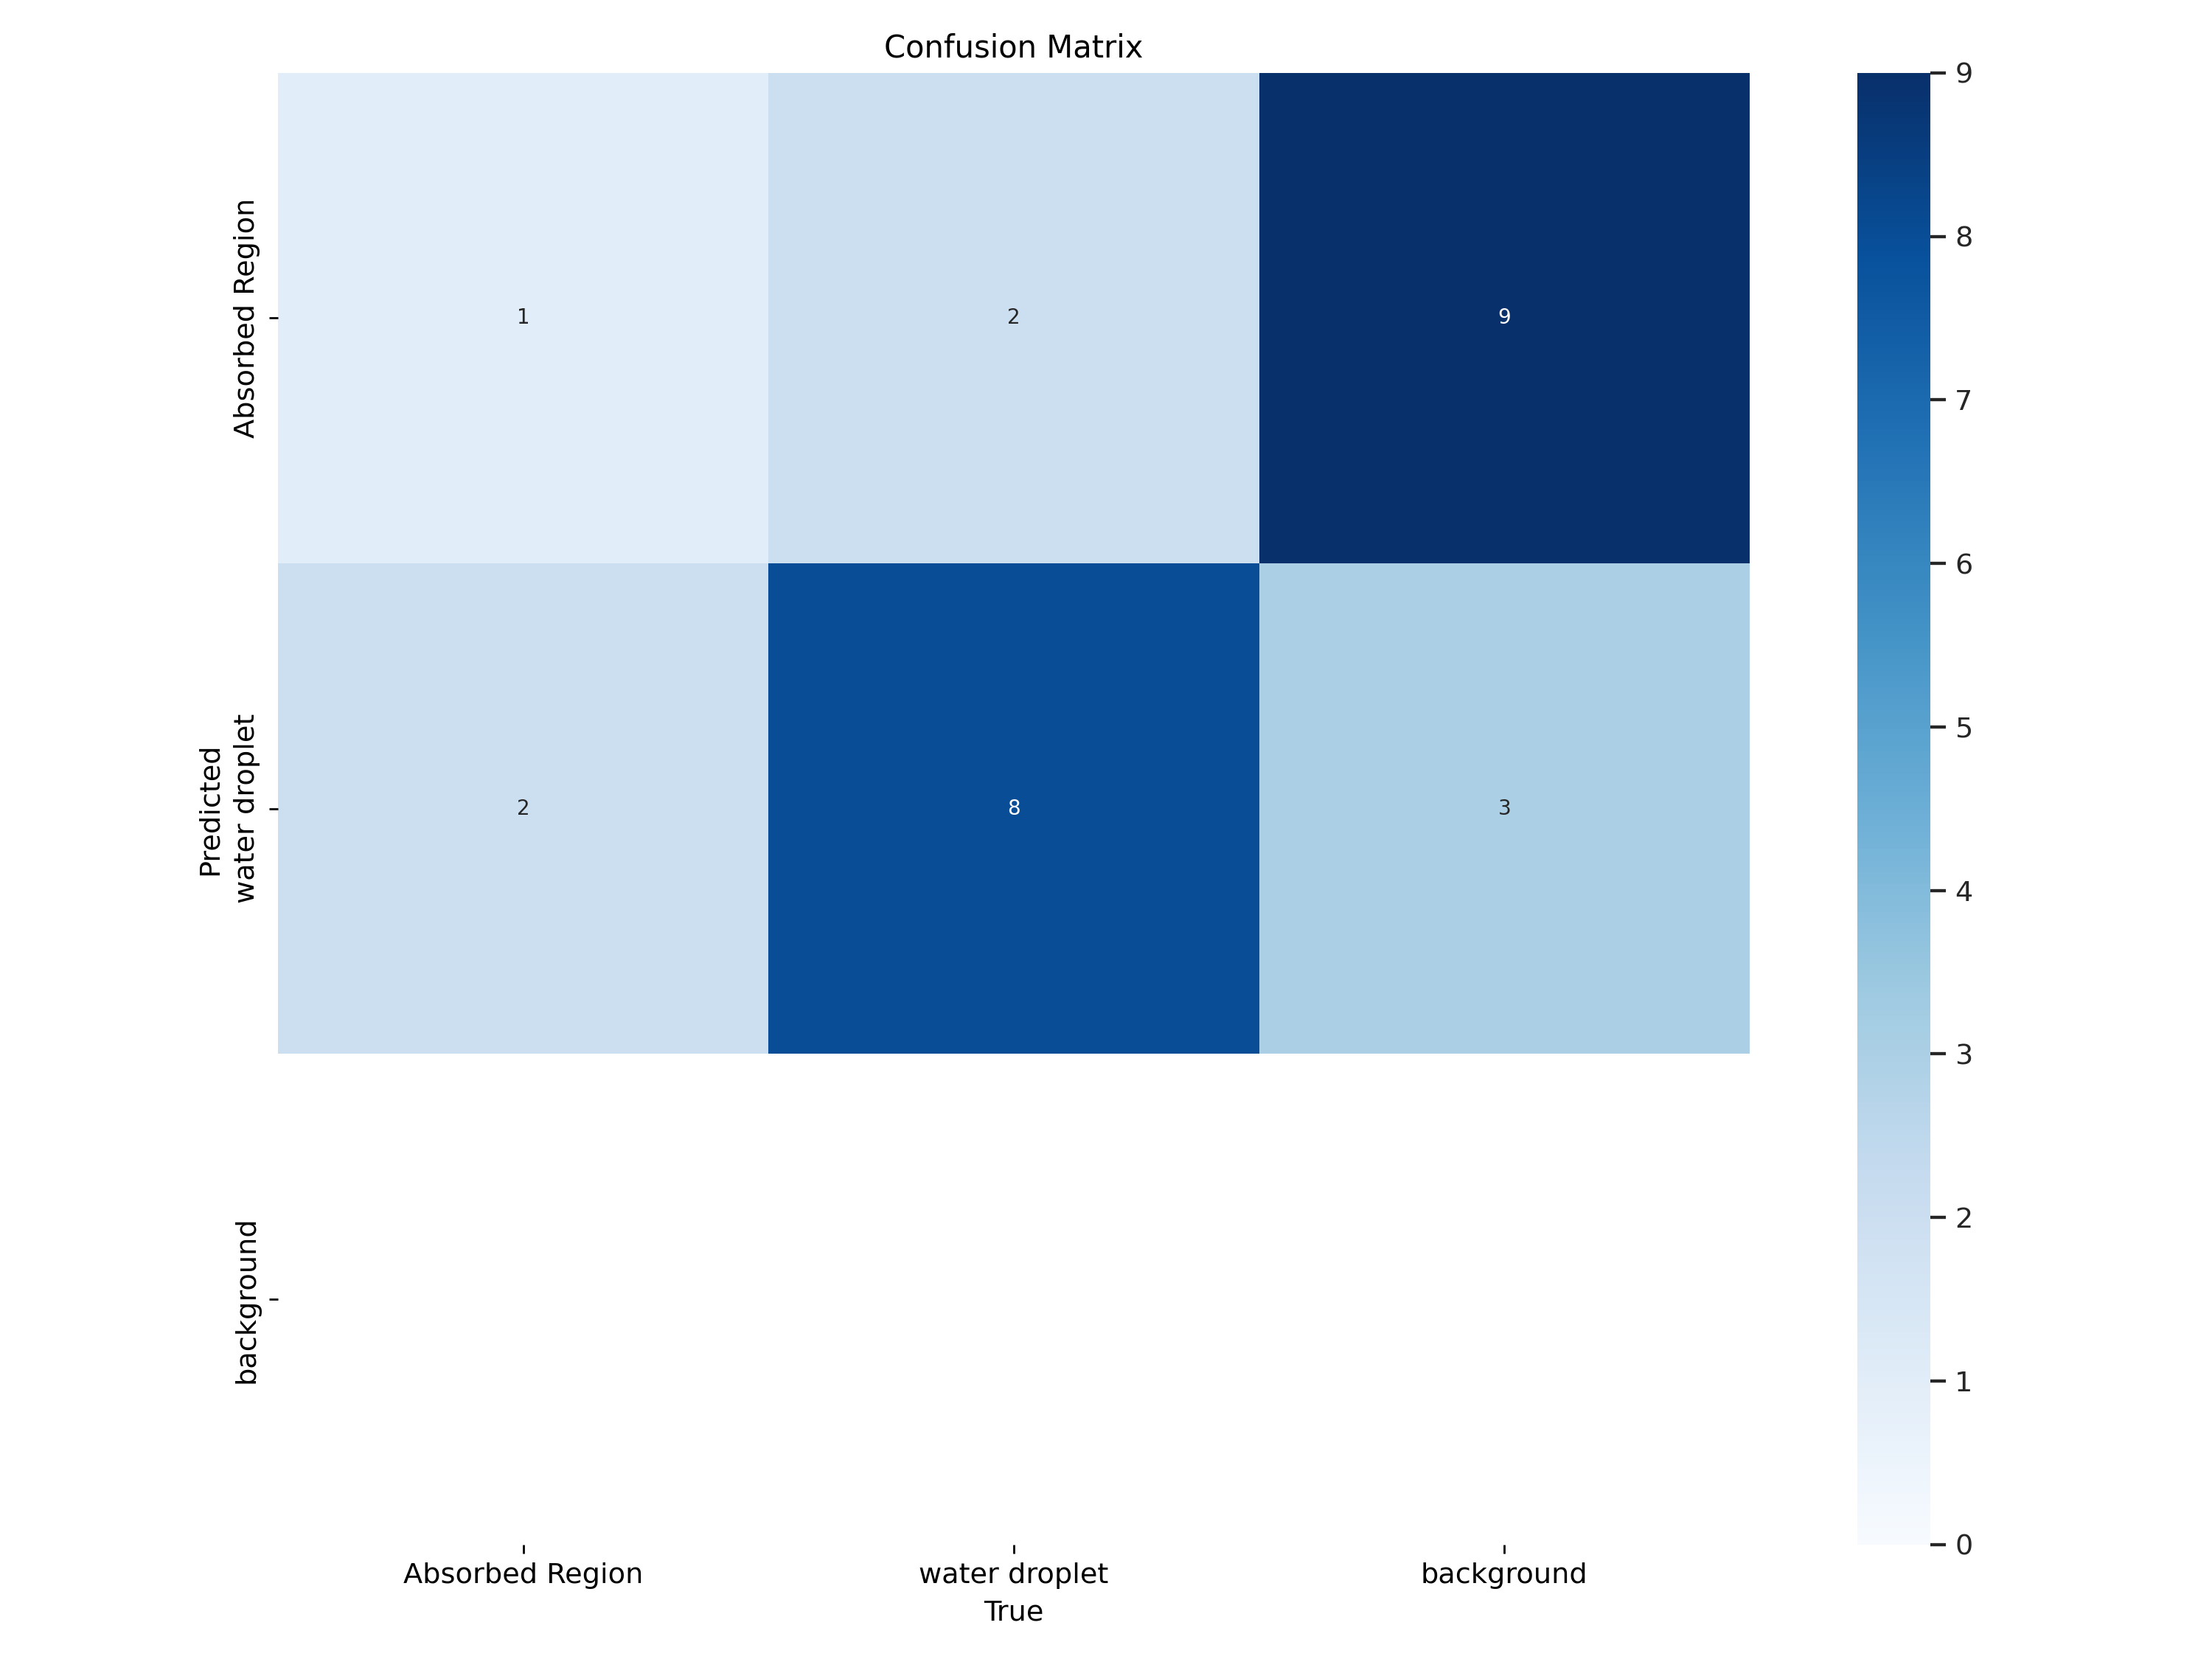 Confusion Matrix
Absorbed Region
1
2
9
Predicted
water droplet
2
8
3
background
Absorbed Region
water droplet
background
True
9
8
7
6
5
4
3
2
1
0